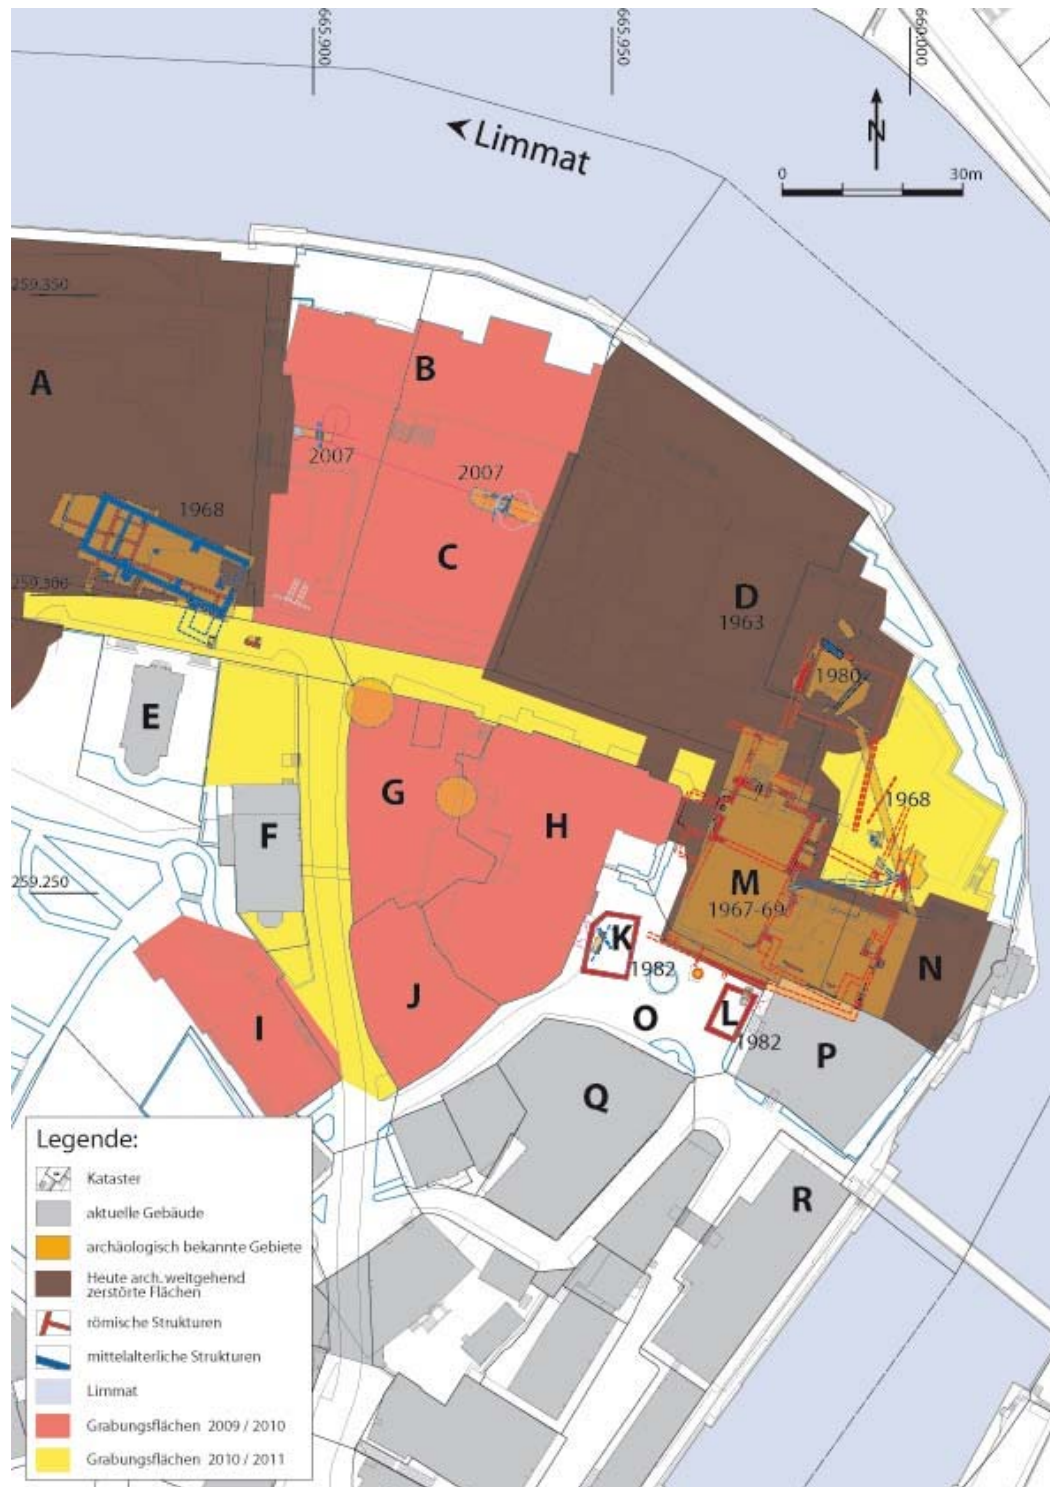 665.900
665.950
666.000
Limmat
N
0 30m
259.350
A
B
2007
2007
1968
C
259.300
D
1963
1980
E
G
F
H
1968
259.250
M
1967-69
K
1982
N
J
I
O
L
1982
P
Q
R
Legende:
Kataster
aktuelle Gebäude
archäologisch bekannte Gebiete
Heute arch. weitgehend
zerstörte Flächen
römische Strukturen
mittelalterliche Strukturen
Limmat
Grabungsflächen 2009 / 2010
Grabungsflächen 2010 / 2011